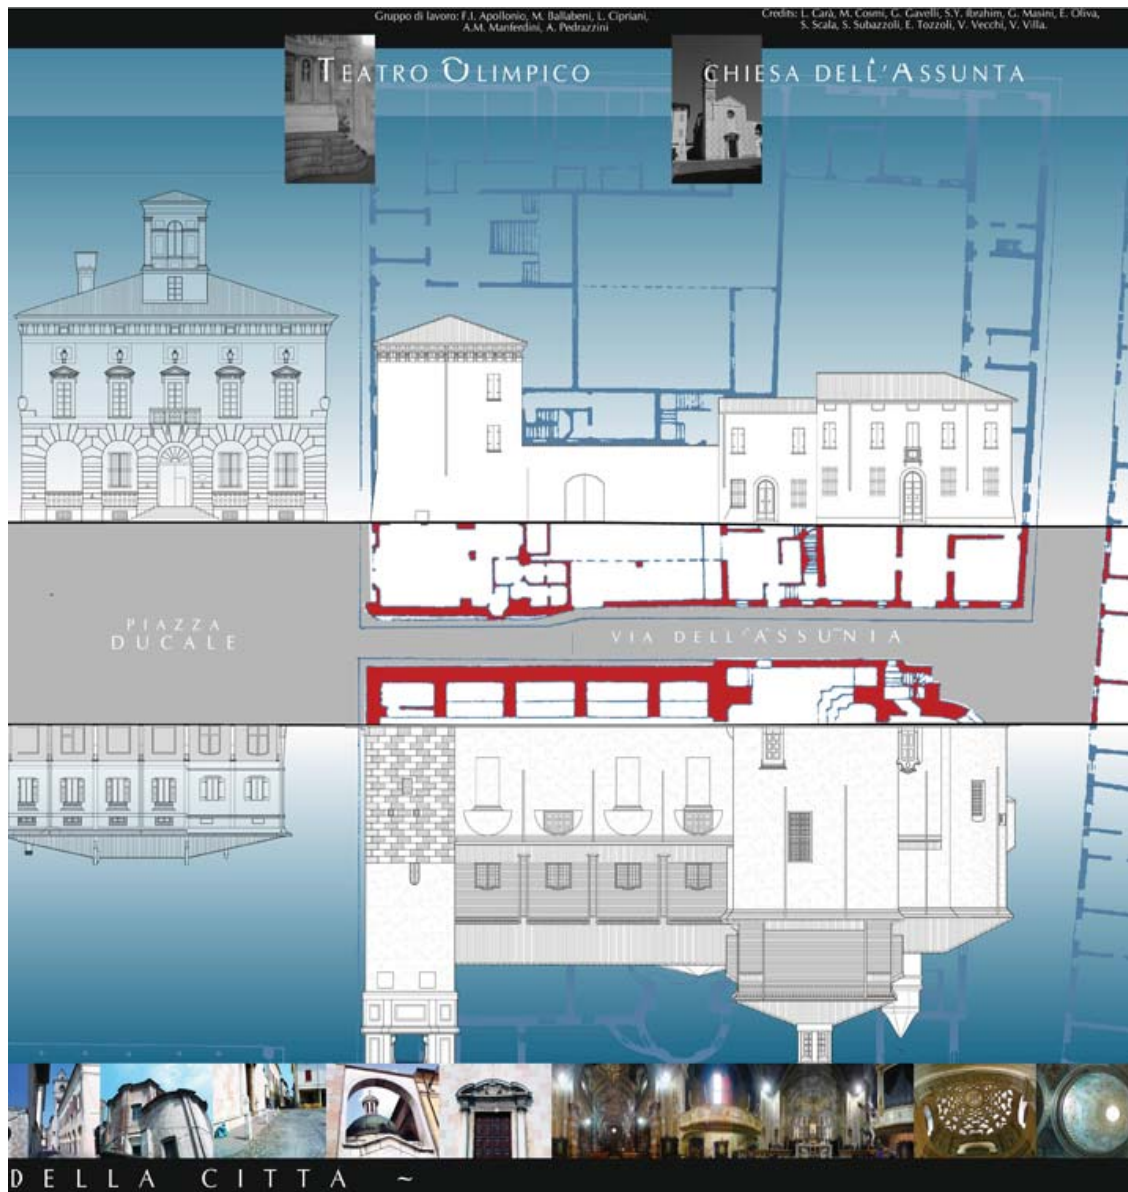 Gruppo di lavoro: F.I. Apollonio, M. Ballabeni, L. Cipriani,
A.M. Manferdini, A. Pedrazzini
Credits: L. Carà, M. Cosmi, G. Gavelli, S.Y. Ibrahim, G. Masini, E. Oliva,
S. Scala, S. Subazzoli, E. Tozzoli, V. Vecchi, V. Villa.
TEATRO OLIMPICO
CHIESA DELL'ASSUNTA
PIAZZA
DUCALE
VIA DELL'ASSUNIA
DELLA CITTA ~